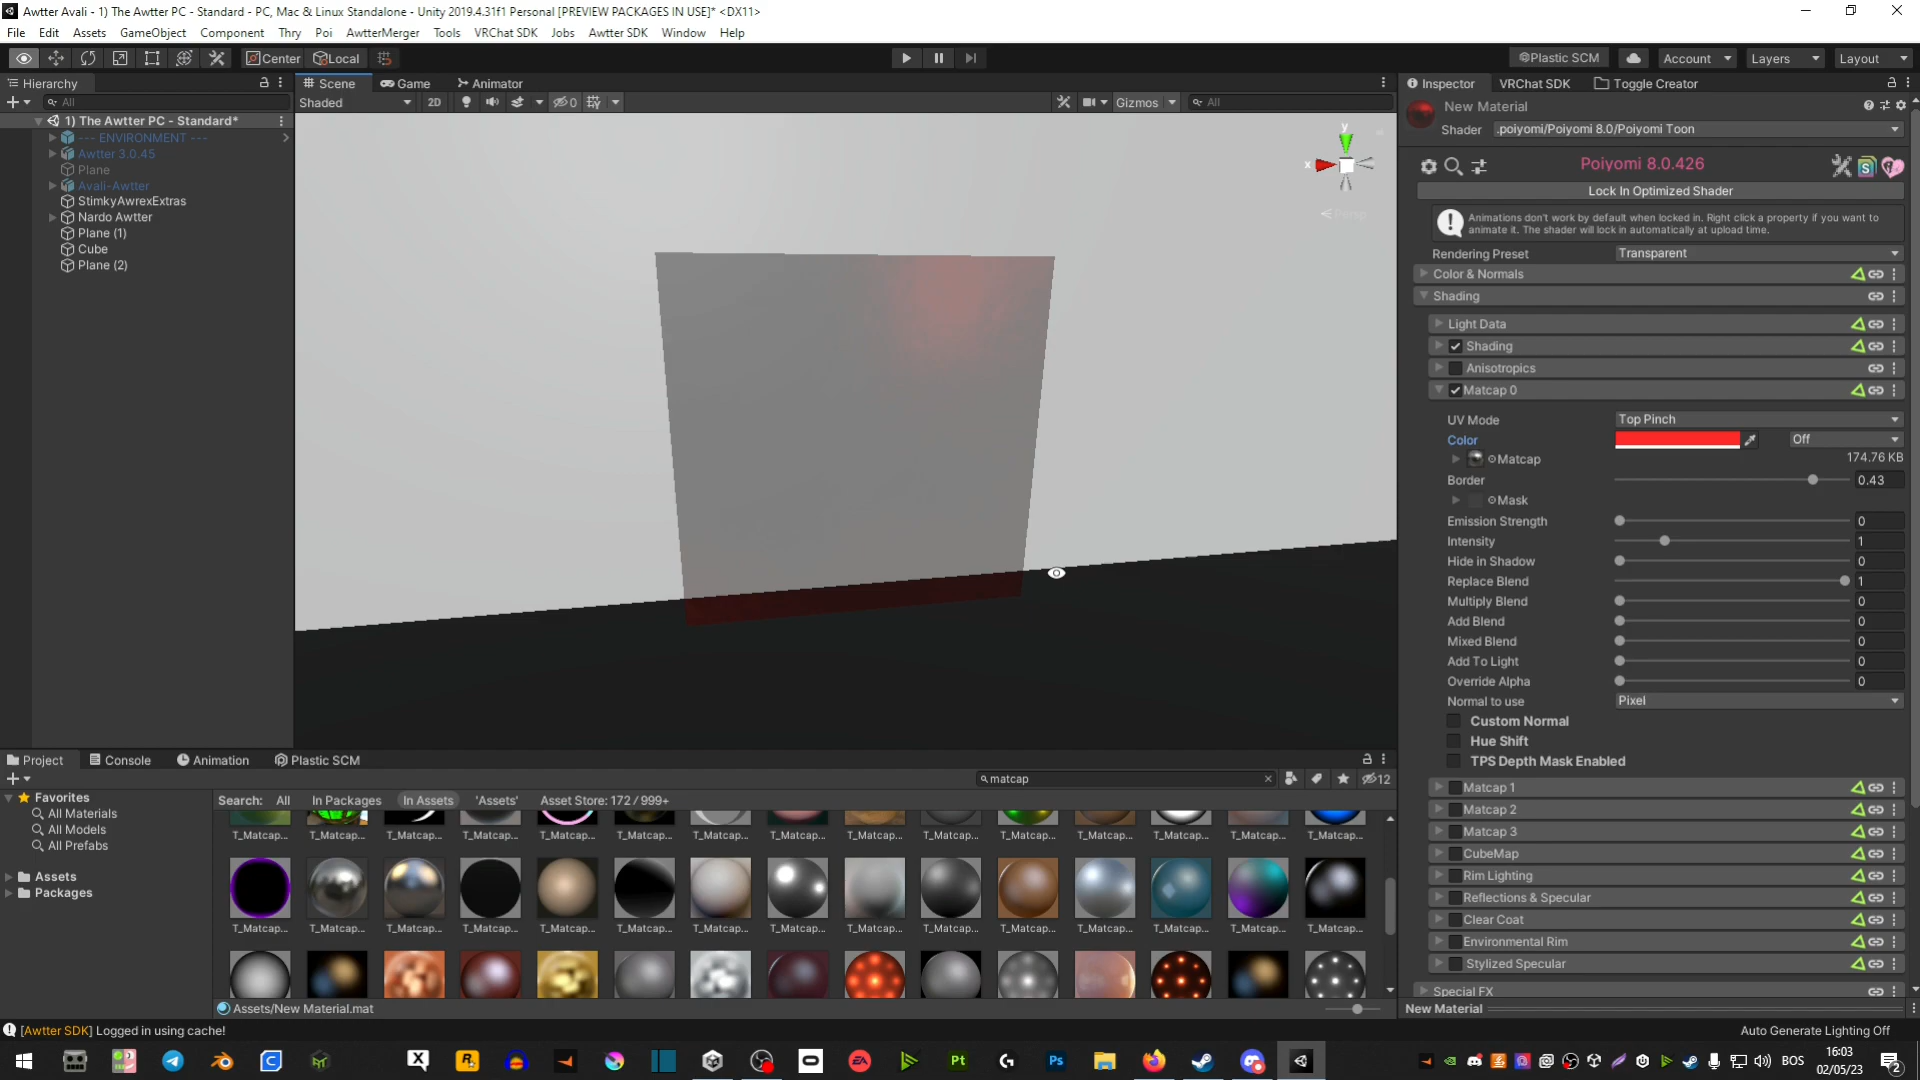 Awtter Avali - 1) The Awtter PC - Standard - PC, Mac & Linux Standalone - Unity 2019.4.31f1 Personal [PREVIEW PACKAGES IN USE]* <DX11>
File Edit Assets GameObject Component Thry Poi AwtterMerger Tools VRChat SDK Jobs Awtter SDK Window Help
Center Local Plastic SCM Account Layers Layout
Hierarchy
All
1) The Awtter PC - Standard*
--- ENVIRONMENT ---
Awtter 3.0.45
Plane
Avali-Awtter
StimkyAwrexExtras
Nardo Awtter
Plane (1)
Cube
Plane (2)
Scene Game Animator
Shaded 2D 0 Gizmos All
y
x
Persp
Inspector VRChat SDK Toggle Creator
New Material
Shader .poiyomi/Poiyomi 8.0/Poiyomi Toon
Poiyomi 8.0.426
Lock In Optimized Shader
Animations don't work by default when locked in. Right click a property if you want to
animate it. The shader will lock in automatically at upload time.
Rendering Preset Transparent
Color & Normals
Shading
Light Data
Shading
Anisotropics
Matcap 0
UV Mode Top Pinch
Color Off
Matcap 174.76 KB
Border 0.43
Mask
Emission Strength 0
Intensity 1
Hide in Shadow 0
Replace Blend 1
Multiply Blend 0
Add Blend 0
Mixed Blend 0
Add To Light 0
Override Alpha 0
Normal to use Pixel
Custom Normal
Hue Shift
TPS Depth Mask Enabled
Matcap 1
Matcap 2
Matcap 3
CubeMap
Rim Lighting
Reflections & Specular
Clear Coat
Environmental Rim
Stylized Specular
Special FX
New Material
Project Console Animation Plastic SCM
matcap 12
Favorites
All Materials
All Models
All Prefabs
Assets
Packages
Search: All In Packages In Assets 'Assets' Asset Store: 172 / 999+
T_Matcap... T_Matcap... T_Matcap... T_Matcap... T_Matcap... T_Matcap... T_Matcap... T_Matcap... T_Matcap... T_Matcap... T_Matcap... T_Matcap... T_Matcap... T_Matcap... T_Matcap...
T_Matcap... T_Matcap... T_Matcap... T_Matcap... T_Matcap... T_Matcap... T_Matcap... T_Matcap... T_Matcap... T_Matcap... T_Matcap... T_Matcap... T_Matcap... T_Matcap... T_Matcap...
Assets/New Material.mat
[Awtter SDK] Logged in using cache!
Auto Generate Lighting Off
X R EA Pt G Ps
BOS
16:03
02/05/23
2